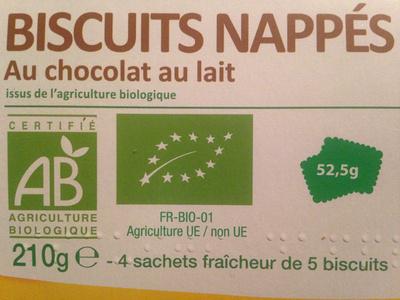 BISCUITS NAPPÉS
Au chocolat au lait
issus de l'agriculture biologique
CERTIFIÉ
AB
AGRICULTURE
BIOLOGIQUE
FR-BIO-01
Agriculture UE / non UE
52,5g
210g e - 4 sachets fraîcheur de 5 biscuits